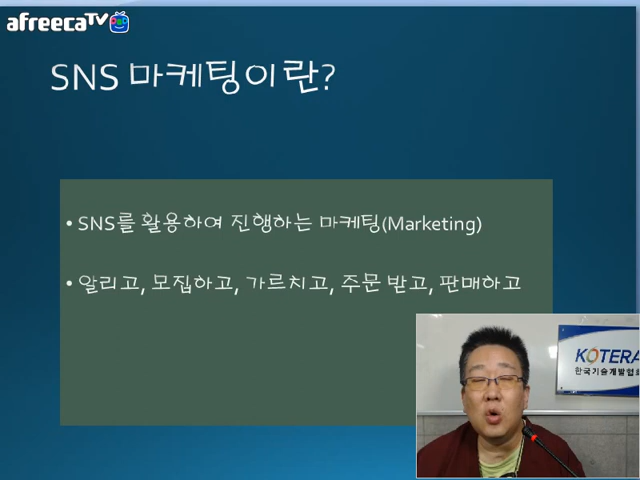 afreecaTV
SNS 마케팅이란?
• SNS를 활용하여 진행하는 마케팅(Marketing)
• 알리고, 모집하고, 가르치고, 주문 받고, 판매하고
KOTERA
한국기술개발협회